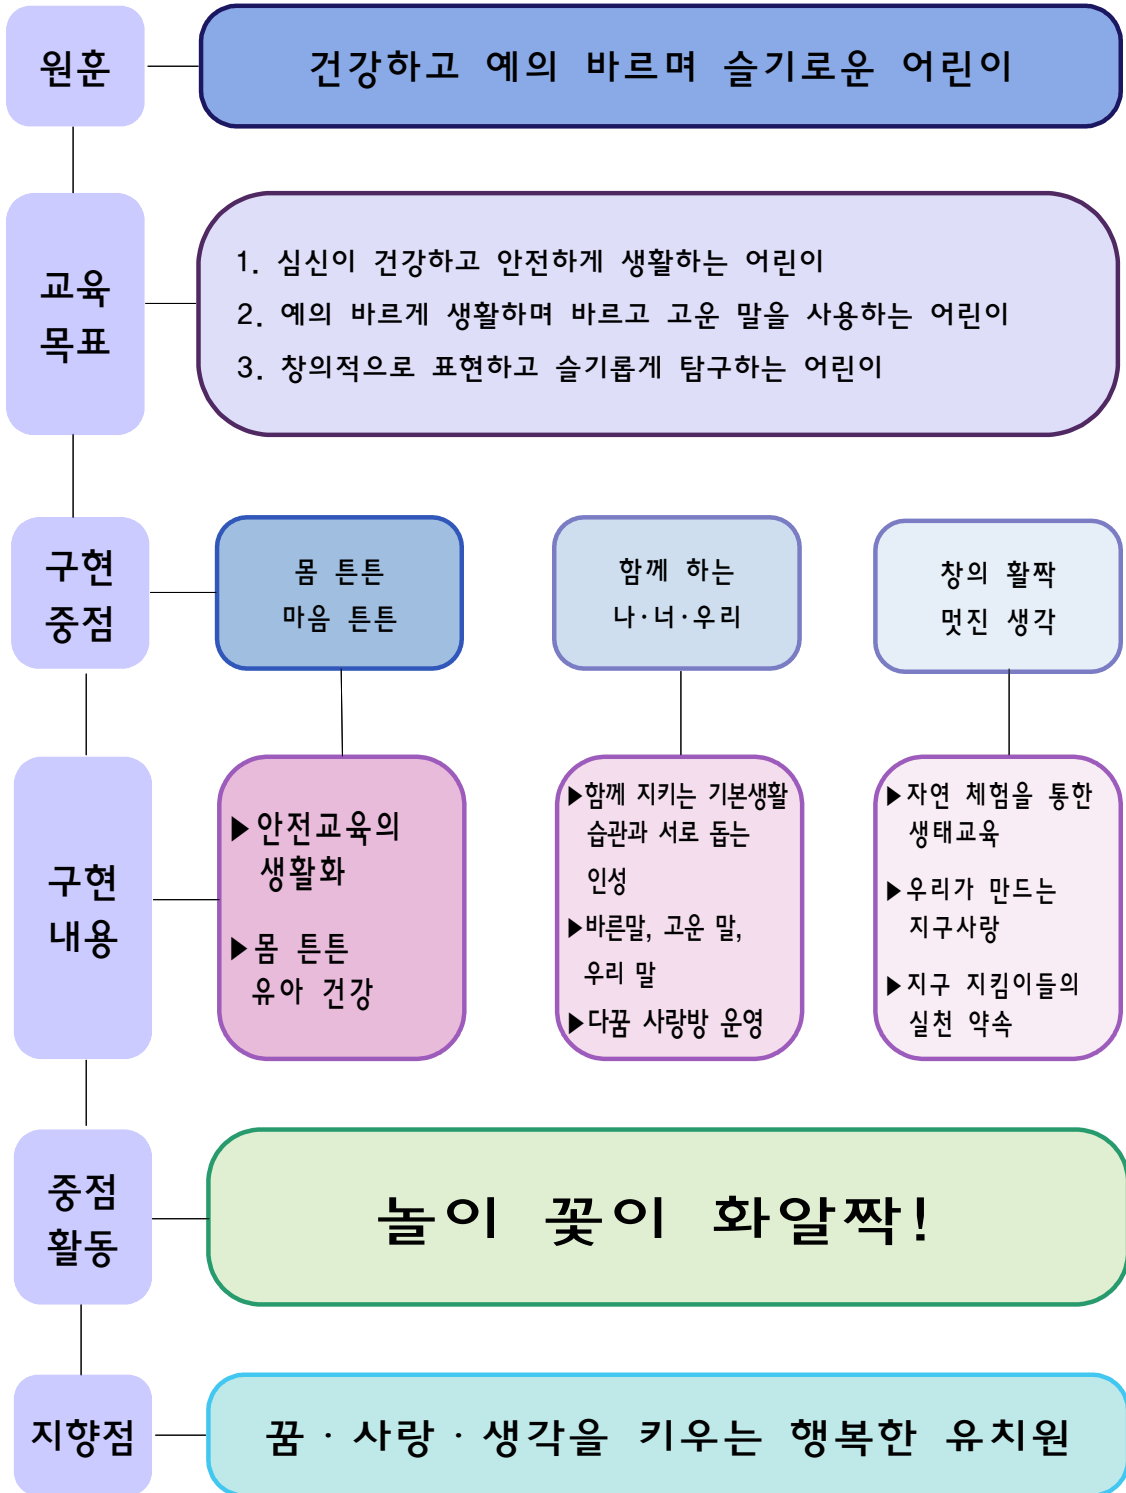 원훈
건강하고 예의 바르며 슬기로운 어린이
교육
목표
1. 심신이 건강하고 안전하게 생활하는 어린이
2. 예의 바르게 생활하며 바르고 고운 말을 사용하는 어린이
3. 창의적으로 표현하고 슬기롭게 탐구하는 어린이
구현
중점
몸 튼튼
마음 튼튼
함께 하는
나·너·우리
창의 활짝
멋진 생각
구현
내용
▶안전교육의
생활화
▶몸 튼튼
유아 건강
▶함께 지키는 기본생활
습관과 서로 돕는
인성
▶바른말, 고운 말,
우리 말
▶다꿈 사랑방 운영
▶자연 체험을 통한
생태교육
▶우리가 만드는
지구사랑
▶지구 지킴이들의
실천 약속
중점
활동
놀이 꽃이 화알짝!
지향점
꿈·사랑·생각을 키우는 행복한 유치원